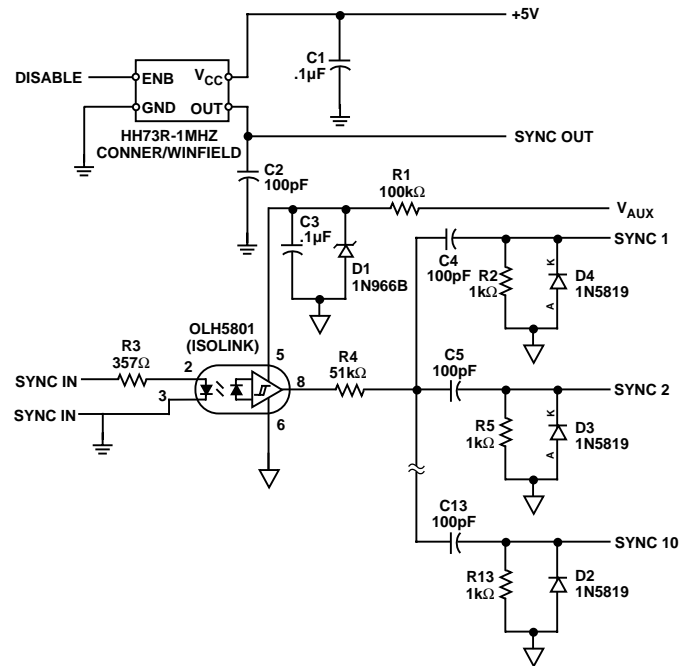 +5V
C1
.1µF
DISABLE
ENB
VCC
GND
OUT
HH73R-1MHZ
CONNER/WINFIELD
SYNC OUT
C2
100pF
R1
100kΩ
VAUX
C3
.1µF
D1
1N966B
C4
100pF
SYNC 1
R2
1kΩ
K
A
D4
1N5819
OLH5801
(ISOLINK)
R3
357Ω
SYNC IN
2
5
8
R4
51kΩ
C5
100pF
SYNC 2
SYNC IN
3
6
R5
1kΩ
K
A
D3
1N5819
C13
100pF
SYNC 10
R13
1kΩ
D2
1N5819